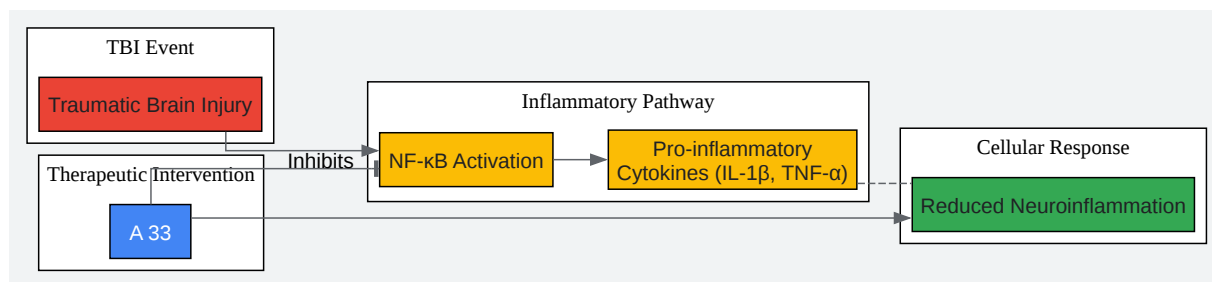 TBI Event
Traumatic Brain Injury
Therapeutic Intervention
A 33
Inhibits
Inflammatory Pathway
NF-κB Activation
Pro-inflammatory
Cytokines (IL-1β, TNF-α)
Cellular Response
Reduced Neuroinflammation